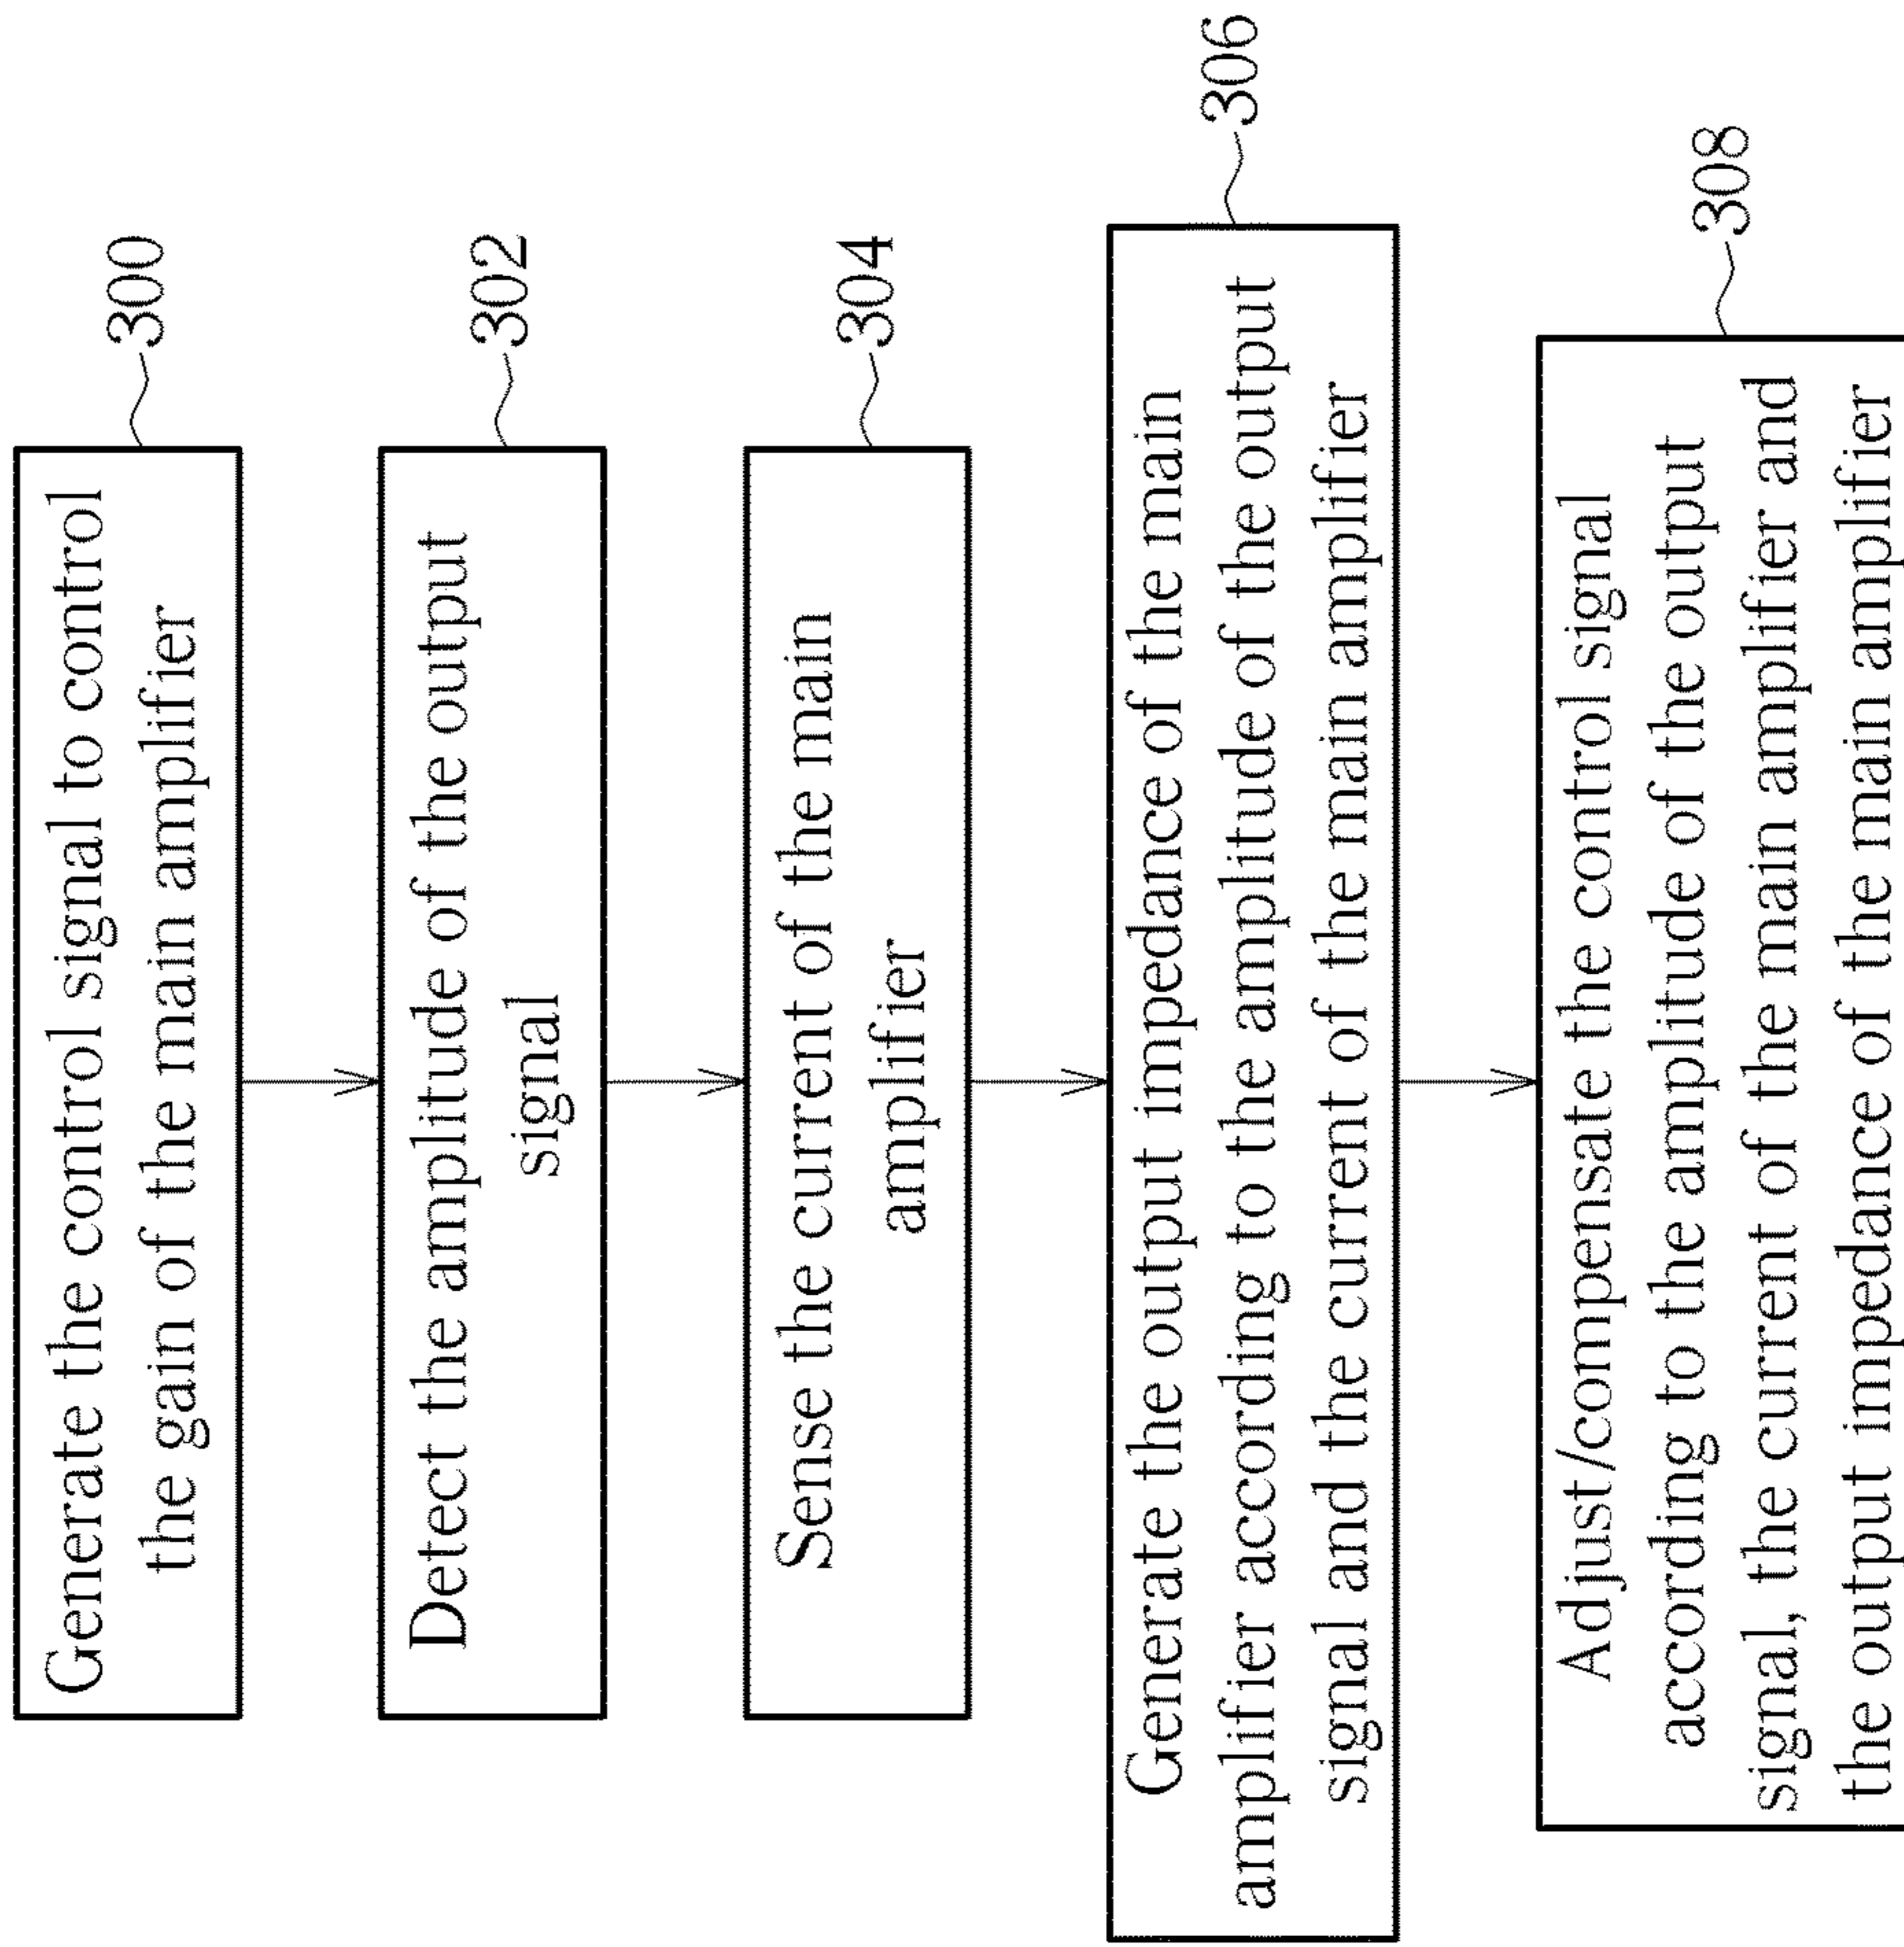 Generate the control signal to control
the gain of the main amplifier
300
Detect the amplitude of the output
signal
302
Sense the current of the main
amplifier
304
Generate the output impedance of the main
amplifier according to the amplitude of the output
signal and the current of the main amplifier
306
Adjust/compensate the control signal
according to the amplitude of the output
signal, the current of the main amplifier and
the output impedance of the main amplifier
308